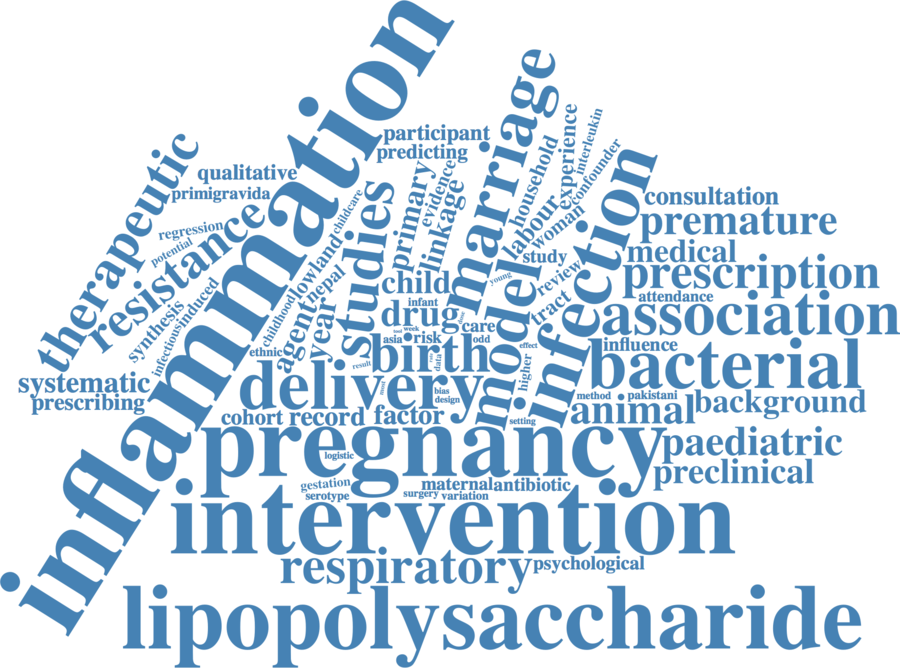 inflammation
participant
predicting
marriage
experience
interleukin
household
confounder
therapeutic
qualitative
primigravida
resistance
regression
potential
childcare
studies
primary
evidence
linkage
labour
woman
infection
consultation
premature
medical
prescription
attendance
association
influence
bacterial
lowland
nepal
childhood
agent
year
child
infant
drug
model
young
study
review
tract
synthesis
induced
infectious
ethnic
asia
week
risk
care
odd
birth
result
rate
data
effect
higher
systematic
prescribing
delivery
most
bias
design
method
pakistani
animal
background
cohort
record
factor
setting
pregnancy
logistic
paediatric
preclinical
gestation
serotype
maternal
antibiotic
surgery
variation
intervention
respiratory
psychological
lipopolysaccharide